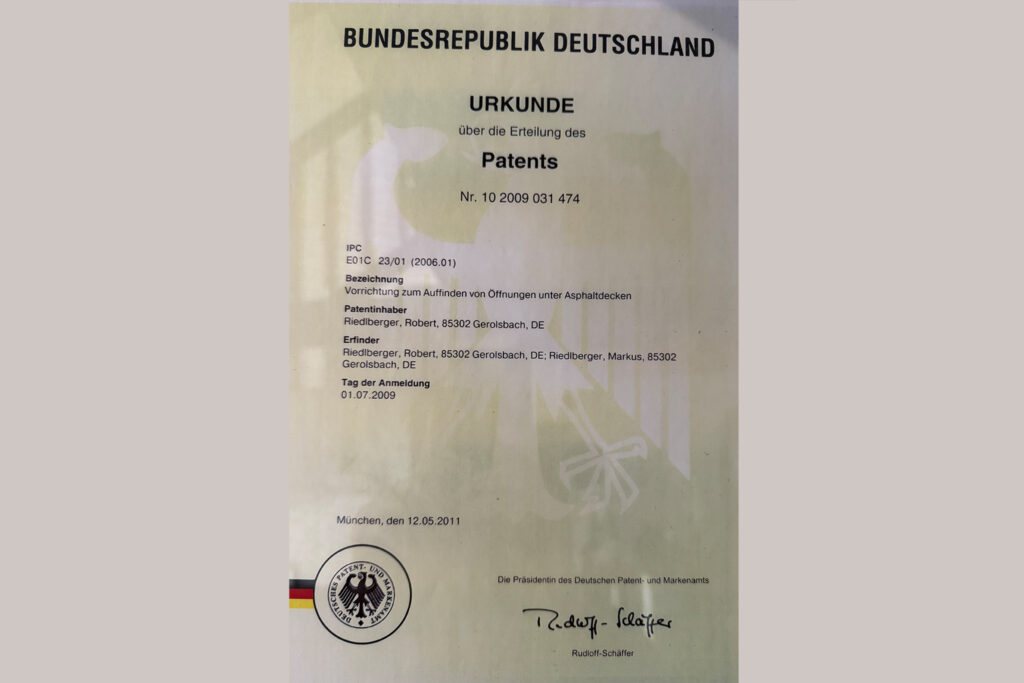 BUNDESREPUBLIK DEUTSCHLAND
URKUNDE
über die Erteilung des
Patents
Nr. 10 2009 031 474
IPC
E01C 23/01 (2006.01)
Bezeichnung
Vorrichtung zum Auffinden von Öffnungen unter Asphaltdecken
Patentinhaber
Riedlberger, Robert, 85302 Gerolsbach, DE
Erfinder
Riedlberger, Robert, 85302 Gerolsbach, DE; Riedlberger, Markus, 85302
Gerolsbach, DE
Tag der Anmeldung
01.07.2009
München, den 12.05.2011
DEUTSCHES PATENT- UND MARKENAMT
Die Präsidentin des Deutschen Patent- und Markenamts
Rudloff-Schäffer
Rudloff-Schäffer